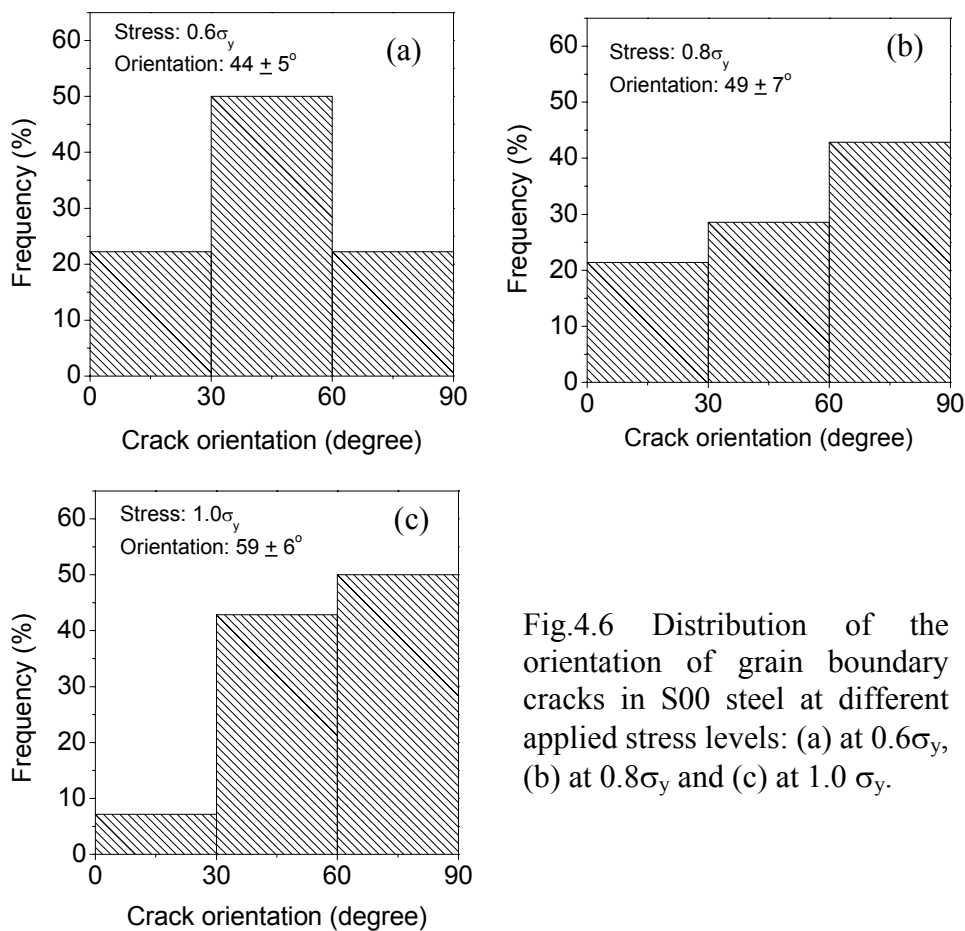 (a)
Stress: 0.6σy
Orientation: 44 ± 5°
Frequency (%)
60
50
40
30
20
10
0
0 30 60 90
Crack orientation (degree)
(b)
Stress: 0.8σy
Orientation: 49 ± 7°
Frequency (%)
60
50
40
30
20
10
0
0 30 60 90
Crack orientation (degree)
(c)
Stress: 1.0σy
Orientation: 59 ± 6°
Frequency (%)
60
50
40
30
20
10
0
0 30 60 90
Crack orientation (degree)
Fig.4.6 Distribution of the
orientation of grain boundary
cracks in S00 steel at different
applied stress levels: (a) at 0.6σy,
(b) at 0.8σy and (c) at 1.0 σy.